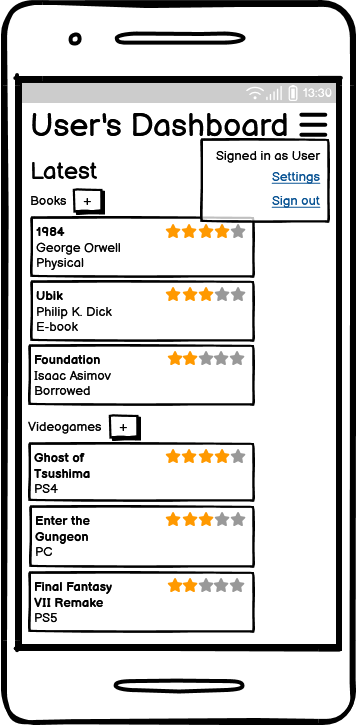 13:30
User's Dashboard
Signed in as User
Settings
Sign out
Latest
Books +
1984
George Orwell
Physical
Ubik
Philip K. Dick
E-book
Foundation
Isaac Asimov
Borrowed
Videogames +
Ghost of
Tsushima
PS4
Enter the
Gungeon
PC
Final Fantasy
VII Remake
PS5